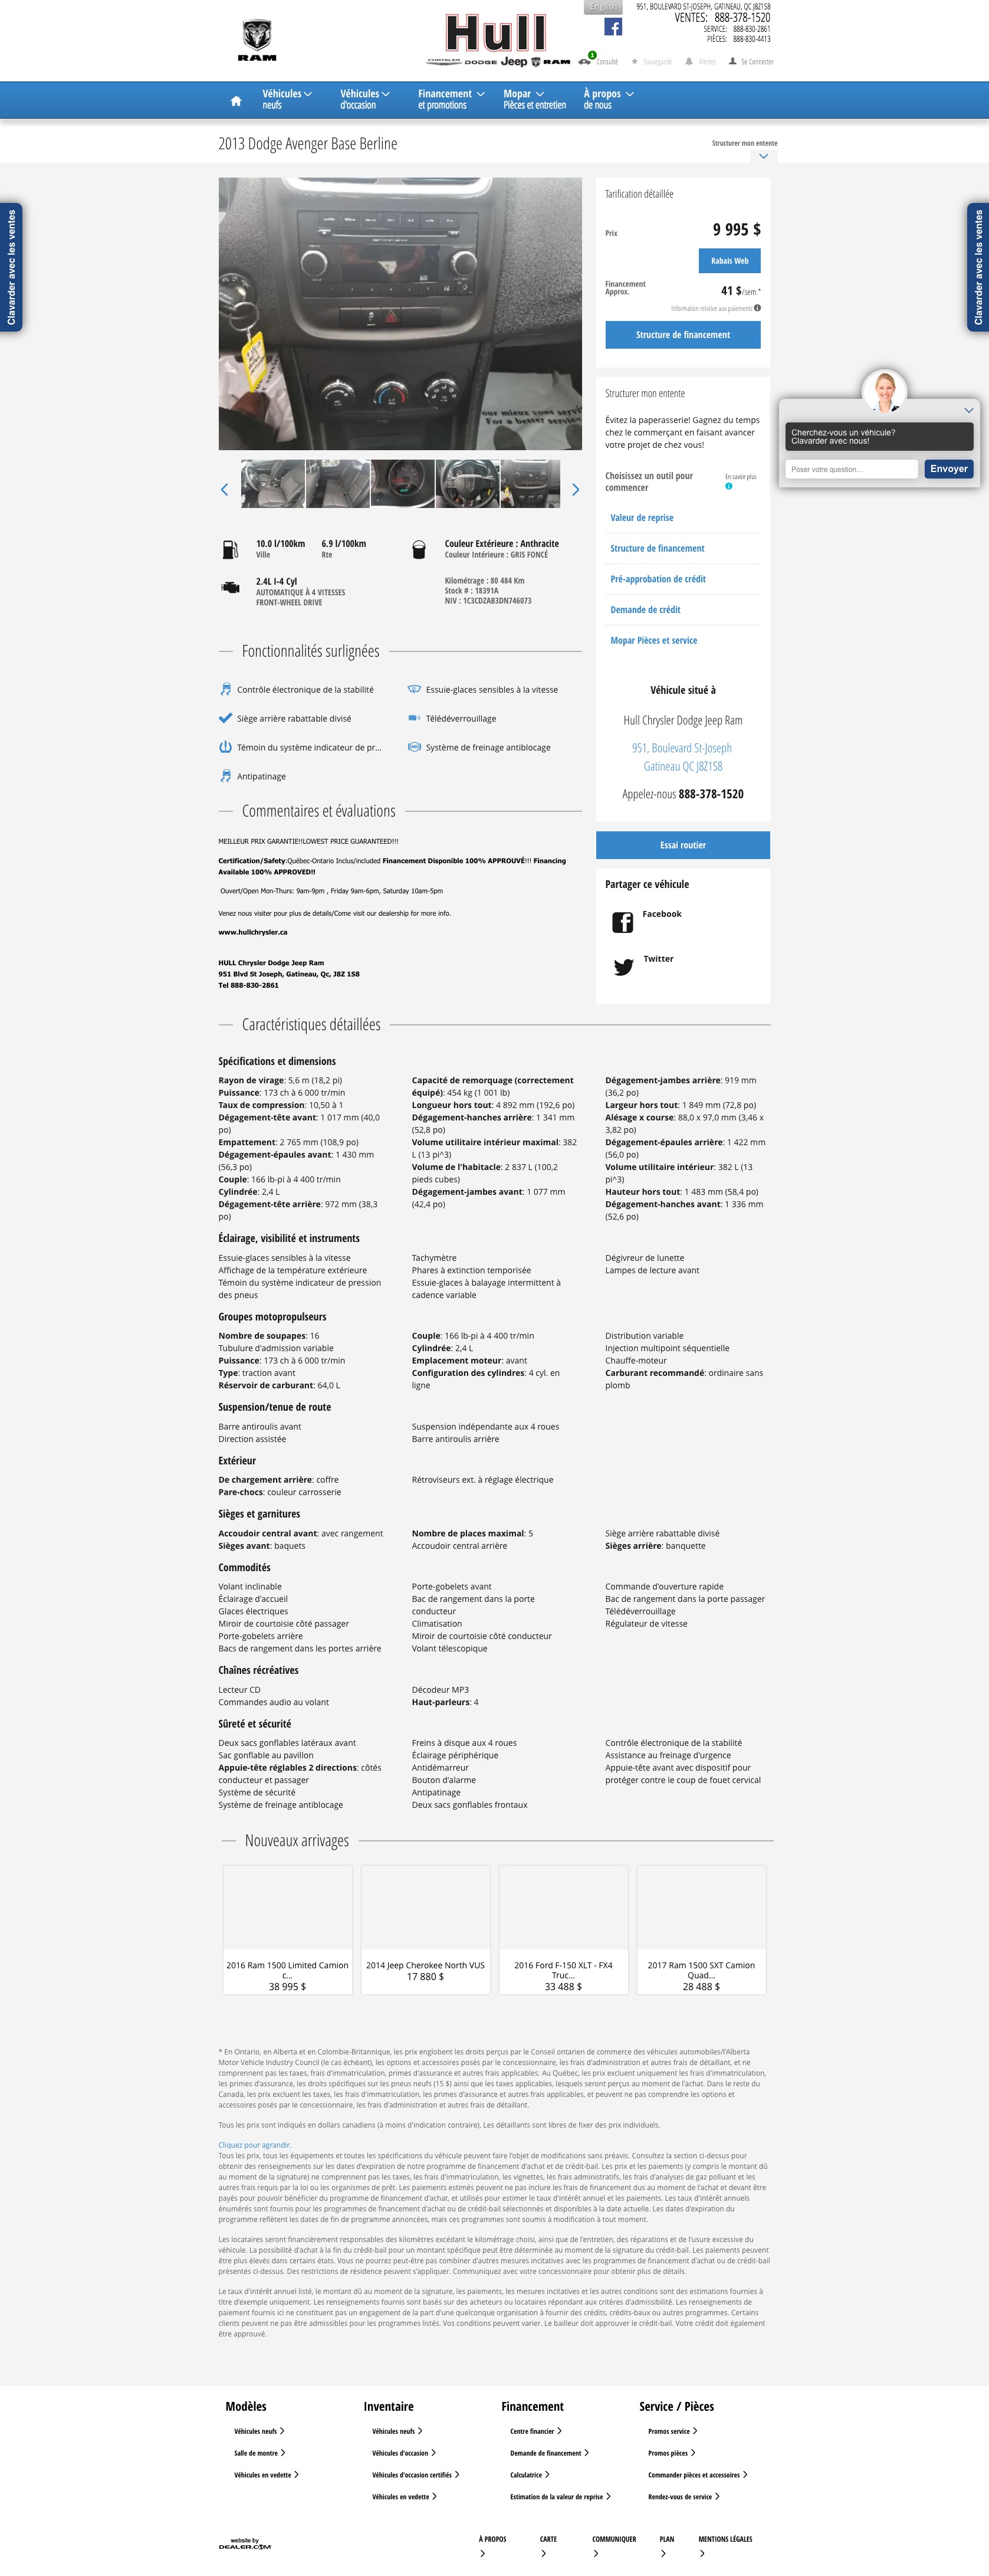 English
951, BOULEVARD ST-JOSEPH, GATINEAU, QC J8Z1S8
VENTES: 888-378-1520
SERVICE: 888-830-2861
PIÈCES: 888-830-4413
RAM
Hull
CHRYSLER DODGE Jeep RAM
1
Consulté
Sauvegardé
Alertes
Se Connecter
Véhicules
neufs
Véhicules
d'occasion
Financement
et promotions
Mopar
Pièces et entretien
À propos
de nous
2013 Dodge Avenger Base Berline
Structurer mon entente
Clavarder avec les ventes
Clavarder avec les ventes
Tarification détaillée
Prix
9 995 $
Rabais Web
Financement
Approx.
41 $/sem.*
Information relative aux paiements
Structure de financement
Structurer mon entente
Évitez la paperasserie! Gagnez du temps
chez le commerçant en faisant avancer
votre projet de chez vous!
Choisissez un outil pour
commencer
En savoir plus
Valeur de reprise
Structure de financement
Pré-approbation de crédit
Demande de crédit
Mopar Pièces et service
Cherchez-vous un véhicule?
Clavarder avec nous!
Poser votre question...
Envoyer
10.0 l/100km
Ville
6.9 l/100km
Rte
Couleur Extérieure : Anthracite
Couleur Intérieure : GRIS FONCÉ
2.4L I-4 Cyl
AUTOMATIQUE À 4 VITESSES
FRONT-WHEEL DRIVE
Kilométrage : 80 484 Km
Stock # : 18391A
NIV : 1C3CDZAB3DN746073
Fonctionnalités surlignées
Contrôle électronique de la stabilité
Essuie-glaces sensibles à la vitesse
Siège arrière rabattable divisé
Télédéverrouillage
Témoin du système indicateur de pr...
Système de freinage antiblocage
Antipatinage
Véhicule situé à
Hull Chrysler Dodge Jeep Ram
951, Boulevard St-Joseph
Gatineau QC J8Z1S8
Appelez-nous 888-378-1520
Essai routier
Partager ce véhicule
Facebook
Twitter
Commentaires et évaluations
MEILLEUR PRIX GARANTIE!!LOWEST PRICE GUARANTEED!!!
Certification/Safety:Québec-Ontario Inclus/included Financement Disponible 100% APPROUVÉ!!! Financing
Available 100% APPROVED!!
Ouvert/Open Mon-Thurs: 9am-9pm , Friday 9am-6pm, Saturday 10am-5pm
Venez nous visiter pour plus de details/Come visit our dealership for more info.
www.hullchrysler.ca
HULL Chrysler Dodge Jeep Ram
951 Blvd St Joseph, Gatineau, Qc, J8Z 1S8
Tel 888-830-2861
Caractéristiques détaillées
Spécifications et dimensions
Rayon de virage: 5,6 m (18,2 pi)
Puissance: 173 ch à 6 000 tr/min
Taux de compression: 10,50 à 1
Dégagement-tête avant: 1 017 mm (40,0
po)
Empattement: 2 765 mm (108,9 po)
Dégagement-épaules avant: 1 430 mm
(56,3 po)
Couple: 166 lb-pi à 4 400 tr/min
Cylindrée: 2,4 L
Dégagement-tête arrière: 972 mm (38,3
po)
Capacité de remorquage (correctement
équipé): 454 kg (1 001 lb)
Longueur hors tout: 4 892 mm (192,6 po)
Dégagement-hanches arrière: 1 341 mm
(52,8 po)
Volume utilitaire intérieur maximal: 382
L (13 pi^3)
Volume de l'habitacle: 2 837 L (100,2
pieds cubes)
Dégagement-jambes avant: 1 077 mm
(42,4 po)
Dégagement-jambes arrière: 919 mm
(36,2 po)
Largeur hors tout: 1 849 mm (72,8 po)
Alésage x course: 88,0 x 97,0 mm (3,46 x
3,82 po)
Dégagement-épaules arrière: 1 422 mm
(56,0 po)
Volume utilitaire intérieur: 382 L (13
pi^3)
Hauteur hors tout: 1 483 mm (58,4 po)
Dégagement-hanches avant: 1 336 mm
(52,6 po)
Éclairage, visibilité et instruments
Essuie-glaces sensibles à la vitesse
Affichage de la température extérieure
Témoin du système indicateur de pression
des pneus
Tachymètre
Phares à extinction temporisée
Essuie-glaces à balayage intermittent à
cadence variable
Dégivreur de lunette
Lampes de lecture avant
Groupes motopropulseurs
Nombre de soupapes: 16
Tubulure d'admission variable
Puissance: 173 ch à 6 000 tr/min
Type: traction avant
Réservoir de carburant: 64,0 L
Couple: 166 lb-pi à 4 400 tr/min
Cylindrée: 2,4 L
Emplacement moteur: avant
Configuration des cylindres: 4 cyl. en
ligne
Distribution variable
Injection multipoint séquentielle
Chauffe-moteur
Carburant recommandé: ordinaire sans
plomb
Suspension/tenue de route
Barre antiroulis avant
Direction assistée
Suspension indépendante aux 4 roues
Barre antiroulis arrière
Extérieur
De chargement arrière: coffre
Pare-chocs: couleur carrosserie
Rétroviseurs ext. à réglage électrique
Sièges et garnitures
Accoudoir central avant: avec rangement
Sièges avant: baquets
Nombre de places maximal: 5
Accoudoir central arrière
Siège arrière rabattable divisé
Sièges arrière: banquette
Commodités
Volant inclinable
Éclairage d'accueil
Glaces électriques
Miroir de courtoisie côté passager
Porte-gobelets arrière
Bacs de rangement dans les portes arrière
Porte-gobelets avant
Bac de rangement dans la porte
conducteur
Climatisation
Miroir de courtoisie côté conducteur
Volant télescopique
Commande d'ouverture rapide
Bac de rangement dans la porte passager
Télédéverrouillage
Régulateur de vitesse
Chaînes récréatives
Lecteur CD
Commandes audio au volant
Décodeur MP3
Haut-parleurs: 4
Sûreté et sécurité
Deux sacs gonflables latéraux avant
Sac gonflable au pavillon
Appuie-tête réglables 2 directions: côtés
conducteur et passager
Système de sécurité
Système de freinage antiblocage
Freins à disque aux 4 roues
Éclairage périphérique
Antidémarreur
Bouton d'alarme
Antipatinage
Deux sacs gonflables frontaux
Contrôle électronique de la stabilité
Assistance au freinage d'urgence
Appuie-tête avant avec dispositif pour
protéger contre le coup de fouet cervical
Nouveaux arrivages
2016 Ram 1500 Limited Camion
c...
38 995 $
2014 Jeep Cherokee North VUS
17 880 $
2016 Ford F-150 XLT - FX4
Truc...
33 488 $
2017 Ram 1500 SXT Camion
Quad...
28 488 $
* En Ontario, en Alberta et en Colombie-Britannique, les prix englobent les droits perçus par le Conseil ontarien de commerce des véhicules automobiles/l'Alberta
Motor Vehicle Industry Council (le cas échéant), les options et accessoires posés par le concessionnaire, les frais d'administration et autres frais de détaillant, et ne
comprennent pas les taxes, frais d'immatriculation, primes d'assurance et autres frais applicables. Au Québec, les prix excluent uniquement les frais d'immatriculation,
les primes d'assurance, les droits spécifiques sur les pneus neufs (15 $) ainsi que les taxes applicables, lesquels seront perçus au moment de l'achat. Dans le reste du
Canada, les prix excluent les taxes, les frais d'immatriculation, les primes d'assurance et autres frais applicables, et peuvent ne pas comprendre les options et
accessoires posés par le concessionnaire, les frais d'administration et autres frais de détaillant.
Tous les prix sont indiqués en dollars canadiens (à moins d'indication contraire). Les détaillants sont libres de fixer des prix individuels.
Cliquez pour agrandir.
Tous les prix, tous les équipements et toutes les spécifications du véhicule peuvent faire l'objet de modifications sans préavis. Consultez la section ci-dessus pour
obtenir des renseignements sur les dates d'expiration de notre programme de financement d'achat et de crédit-bail. Les prix et les paiements (y compris le montant dû
au moment de la signature) ne comprennent pas les taxes, les frais d'immatriculation, les vignettes, les frais administratifs, les frais d'analyses de gaz polluant et les
autres frais requis par la loi ou les organismes de prêt. Les paiements estimés peuvent ne pas inclure les frais de financement dus au moment de l'achat et devant être
payés pour pouvoir bénéficier du programme de financement d'achat, et utilisés pour estimer le taux d'intérêt annuel et les paiements. Les taux d'intérêt annuels
énumérés sont fournis pour les programmes de financement d'achat ou de crédit-bail sélectionnés et disponibles à la date actuelle. Les dates d'expiration du
programme reflètent les dates de fin de programme annoncées, mais ces programmes sont soumis à modification à tout moment.
Les locataires seront financièrement responsables des kilomètres excédant le kilométrage choisi, ainsi que de l'entretien, des réparations et de l'usure excessive du
véhicule. La possibilité d'achat à la fin du crédit-bail pour un montant spécifique peut être déterminée au moment de la signature du crédit-bail. Les paiements peuvent
être plus élevés dans certains états. Vous ne pourrez peut-être pas combiner d'autres mesures incitatives avec les programmes de financement d'achat ou de crédit-bail
présentés ci-dessus. Des restrictions de résidence peuvent s'appliquer. Communiquez avec votre concessionnaire pour obtenir plus de détails.
Le taux d'intérêt annuel listé, le montant dû au moment de la signature, les paiements, les mesures incitatives et les autres conditions sont des estimations fournies à
titre d'exemple uniquement. Les renseignements fournis sont basés sur des acheteurs ou locataires répondant aux critères d'admissibilité. Les renseignements de
paiement fournis ici ne constituent pas un engagement de la part d'une quelconque organisation à fournir des crédits, crédits-baux ou autres programmes. Certains
clients peuvent ne pas être admissibles pour les programmes listés. Vos conditions peuvent varier. Le bailleur doit approuver le crédit-bail. Votre crédit doit également
être approuvé.
Modèles
Véhicules neufs
Salle de montre
Véhicules en vedette
Inventaire
Véhicules neufs
Véhicules d'occasion
Véhicules d'occasion certifiés
Véhicules en vedette
Financement
Centre financier
Demande de financement
Calculatrice
Estimation de la valeur de reprise
Service / Pièces
Promos service
Promos pièces
Commander pièces et accessoires
Rendez-vous de service
website by
DEALER.COM
À PROPOS
CARTE
COMMUNIQUER
PLAN
MENTIONS LÉGALES